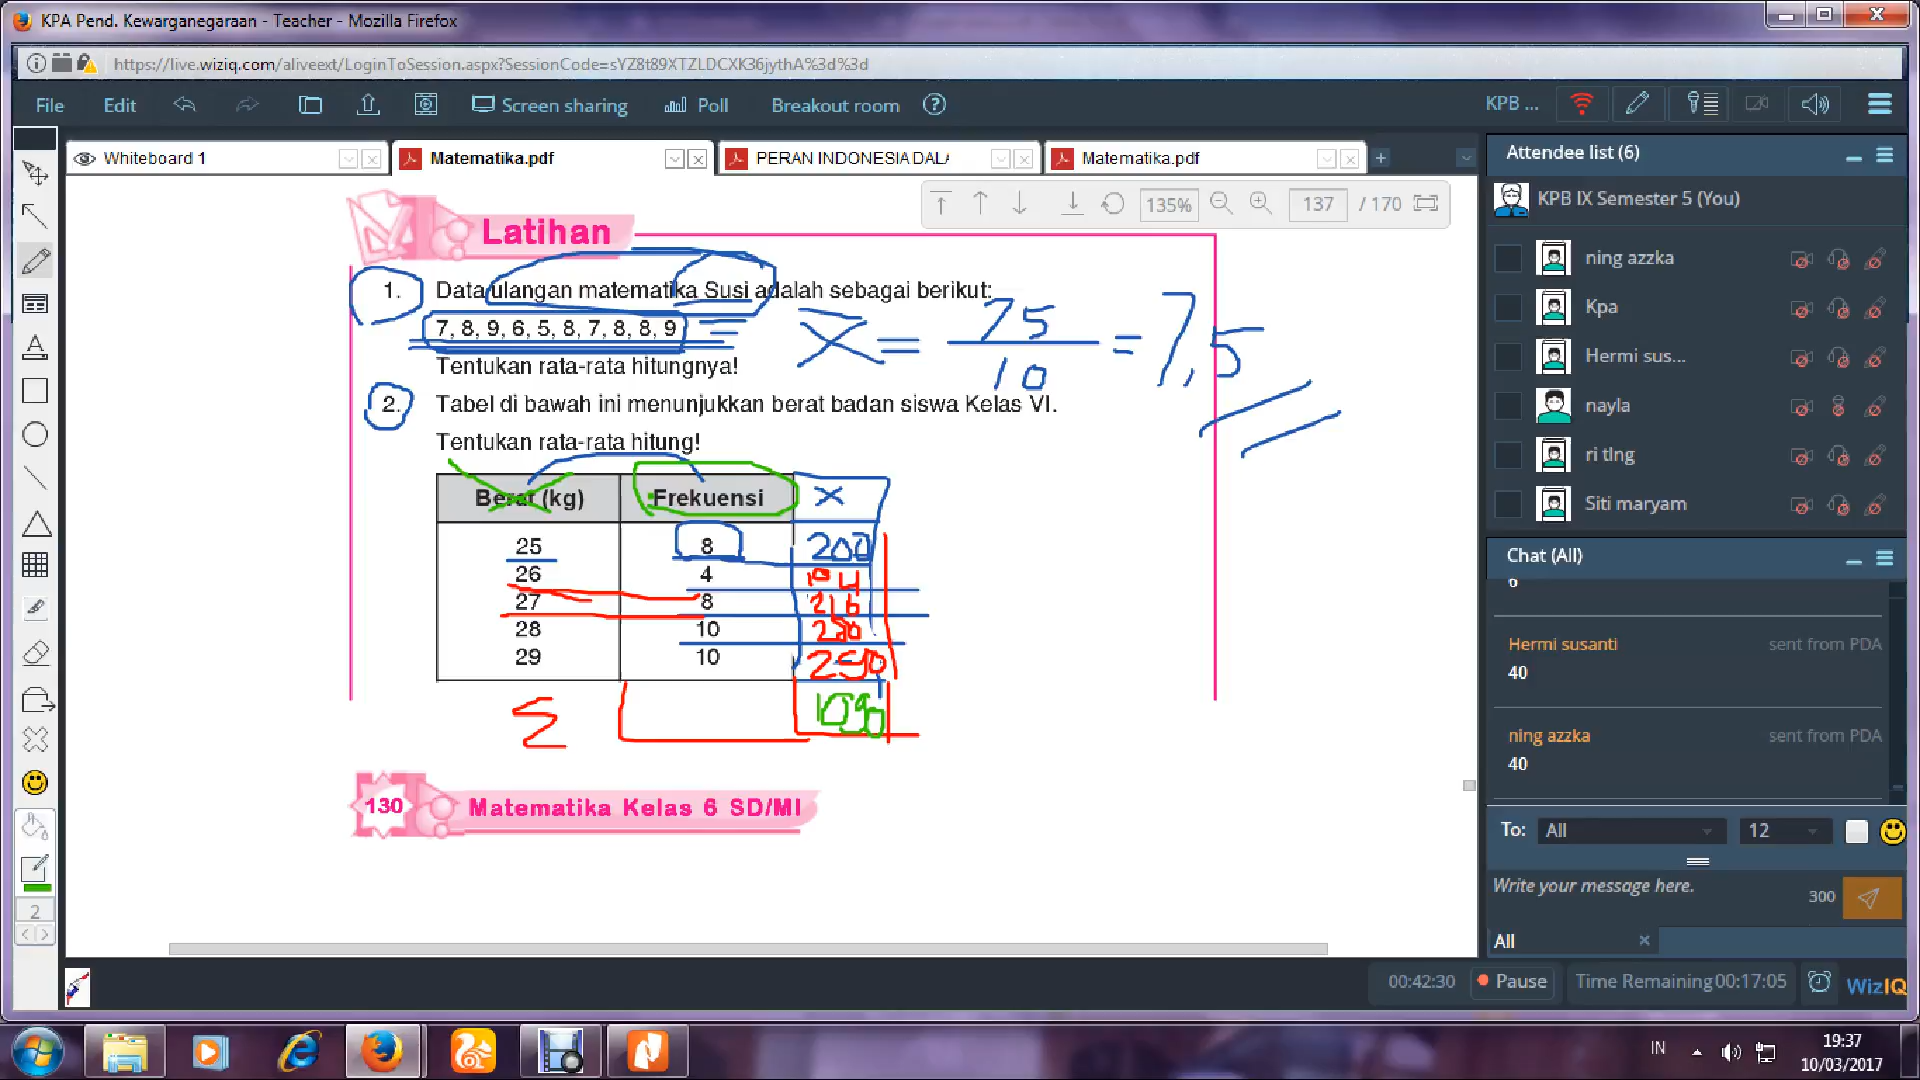 KPA Pend. Kewarganegaraan - Teacher - Mozilla Firefox
https://live.wiziq.com/aliveext/LoginToSession.aspx?SessionCode=sYZ8t89XTZLDCXK36jythA%3d%3d
File Edit Screen sharing Poll Breakout room ? KPB ...
Whiteboard 1 Matematika.pdf PERAN INDONESIA DALA Matematika.pdf +
Attendee list (6)
135% 137 / 170
KPB IX Semester 5 (You)
ning azzka
Kpa
Hermi sus...
nayla
ri tlng
Siti maryam
Latihan
1. Data ulangan matematika Susi adalah sebagai berikut:
7, 8, 9, 6, 5, 8, 7, 8, 8, 9
x̄ = 75/10 = 7,5
Tentukan rata-rata hitungnya!
2. Tabel di bawah ini menunjukkan berat badan siswa Kelas VI.
Tentukan rata-rata hitung!
Berat (kg) Frekuensi x
25 8 200
26 4 104
27 8 216
28 10 280
29 10 290
Σ 1090
130 Matematika Kelas 6 SD/MI
Chat (All)
6
Hermi susanti sent from PDA
40
ning azzka sent from PDA
40
To: All 12
Write your message here. 300
All
2
00:42:30 Pause Time Remaining 00:17:05 WizIQ
IN 19:37
10/03/2017